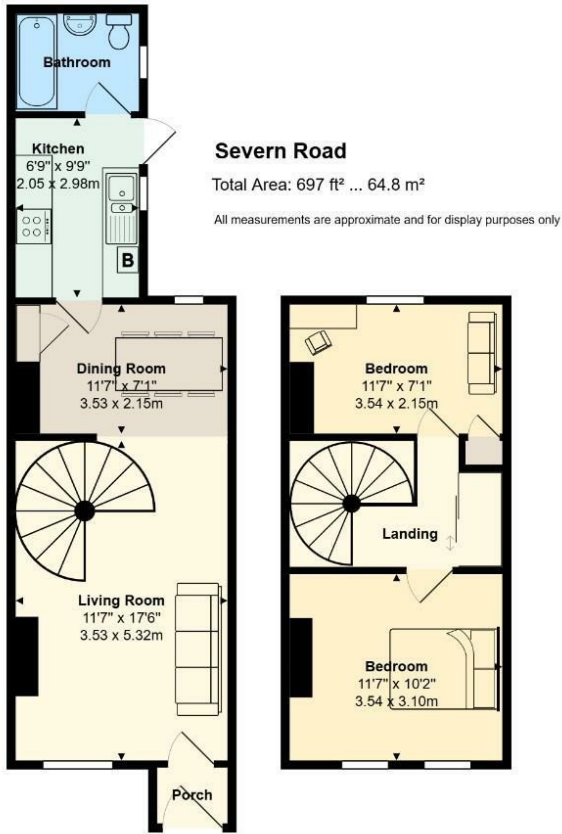 Bathroom
Kitchen
6'9" x 9'9"
2.05 x 2.98m
B
Severn Road
Total Area: 697 ft² ... 64.8 m²
All measurements are approximate and for display purposes only
Dining Room
11'7" x 7'1"
3.53 x 2.15m
Living Room
11'7" x 17'6"
3.53 x 5.32m
Porch
Bedroom
11'7" x 7'1"
3.54 x 2.15m
Landing
Bedroom
11'7" x 10'2"
3.54 x 3.10m